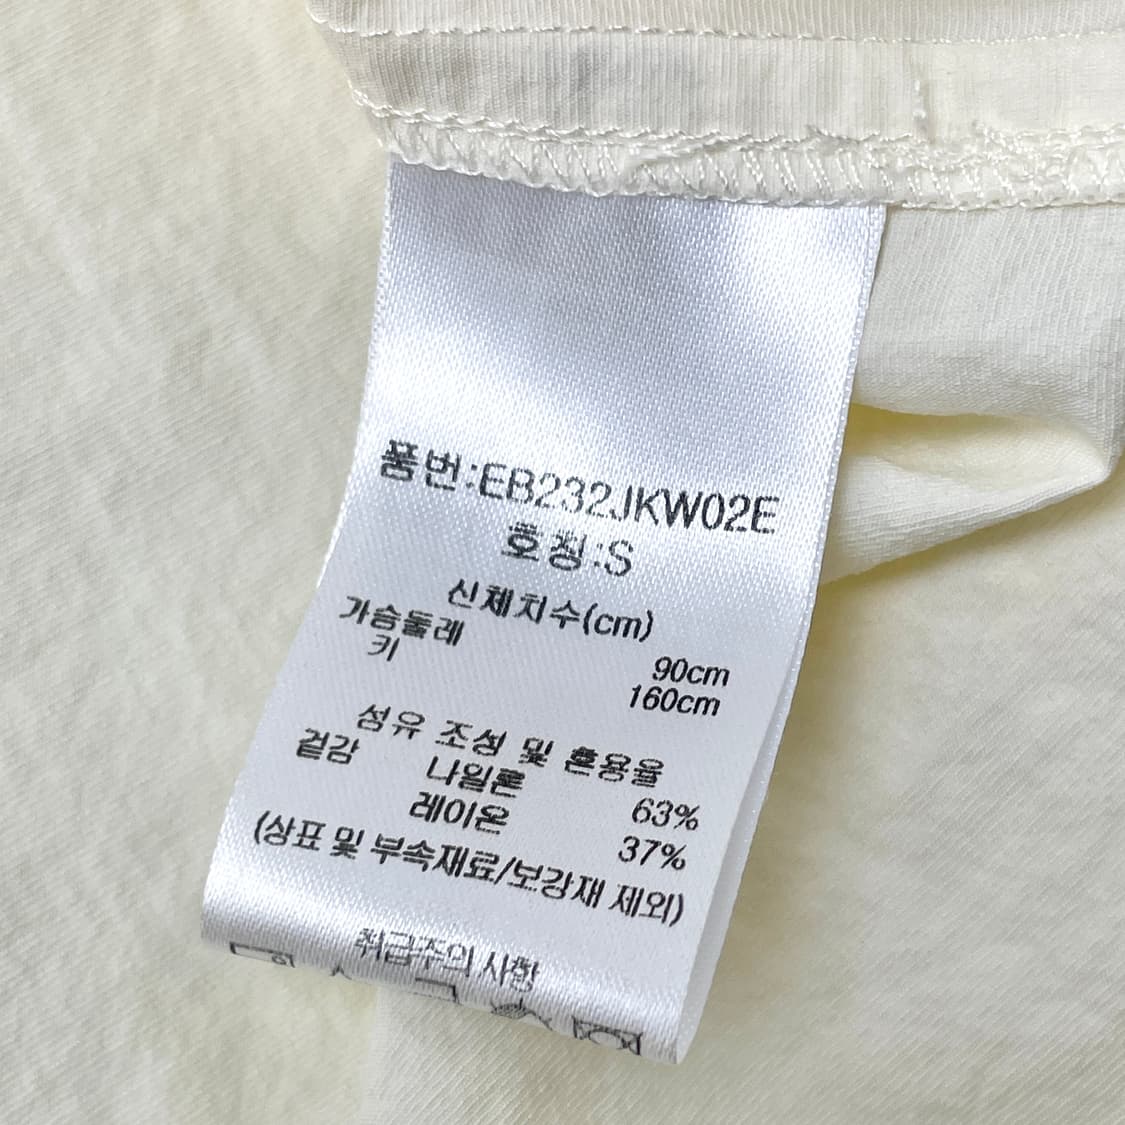 품번:EB232JKW02E
호칭:S
신체치수(cm)
가슴둘레 90cm
키 160cm
섬유 조성 및 혼용율
겉감 나일론 63%
레이온 37%
(상표 및 부속재료/보강재 제외)
취급주의 사항